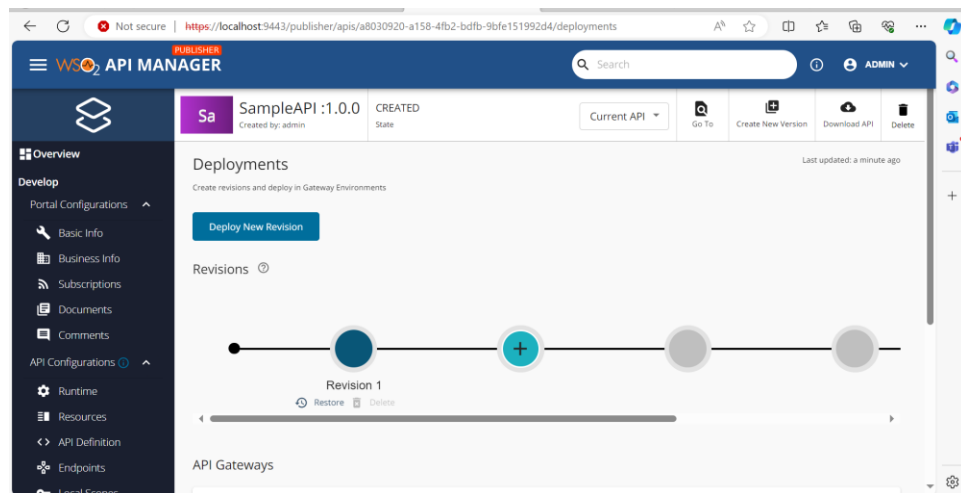 Not secure | https://localhost:9443/publisher/apis/a8030920-a158-4fb2-bdfb-9bfe151992d4/deployments
PUBLISHER
WSO2 API MANAGER
Search
ADMIN
Sa
SampleAPI :1.0.0
Created by: admin
CREATED
State
Current API
Go To
Create New Version
Download API
Delete
Overview
Develop
Portal Configurations
Basic Info
Business Info
Subscriptions
Documents
Comments
API Configurations
Runtime
Resources
API Definition
Endpoints
Local Scopes
Deployments
Last updated: a minute ago
Create revisions and deploy in Gateway Environments
Deploy New Revision
Revisions
Revision 1
Restore
Delete
API Gateways